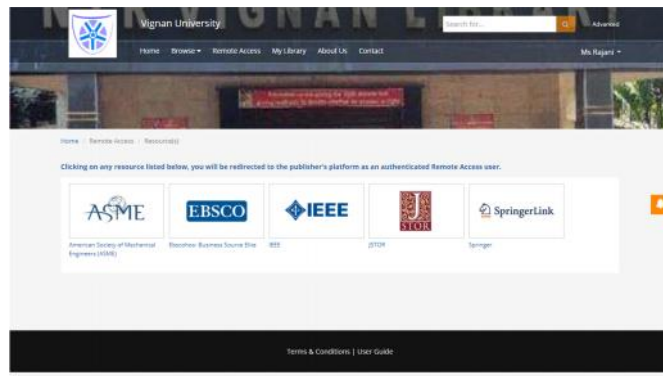 Vignan University
Search for...
Advanced
Home Browse Remote Access My Library About Us Contact
Ms Rajani
Home / Remote Access / Resource(s)
Clicking on any resource listed below, you will be redirected to the publisher's platform as an authenticated Remote Access user.
ASME
EBSCO
IEEE
JSTOR
SpringerLink
American Society of Mechanical
Engineers (ASME)
Ebscohost- Business Source Elite
IEEE
JSTOR
Springer
Terms & Conditions | User Guide